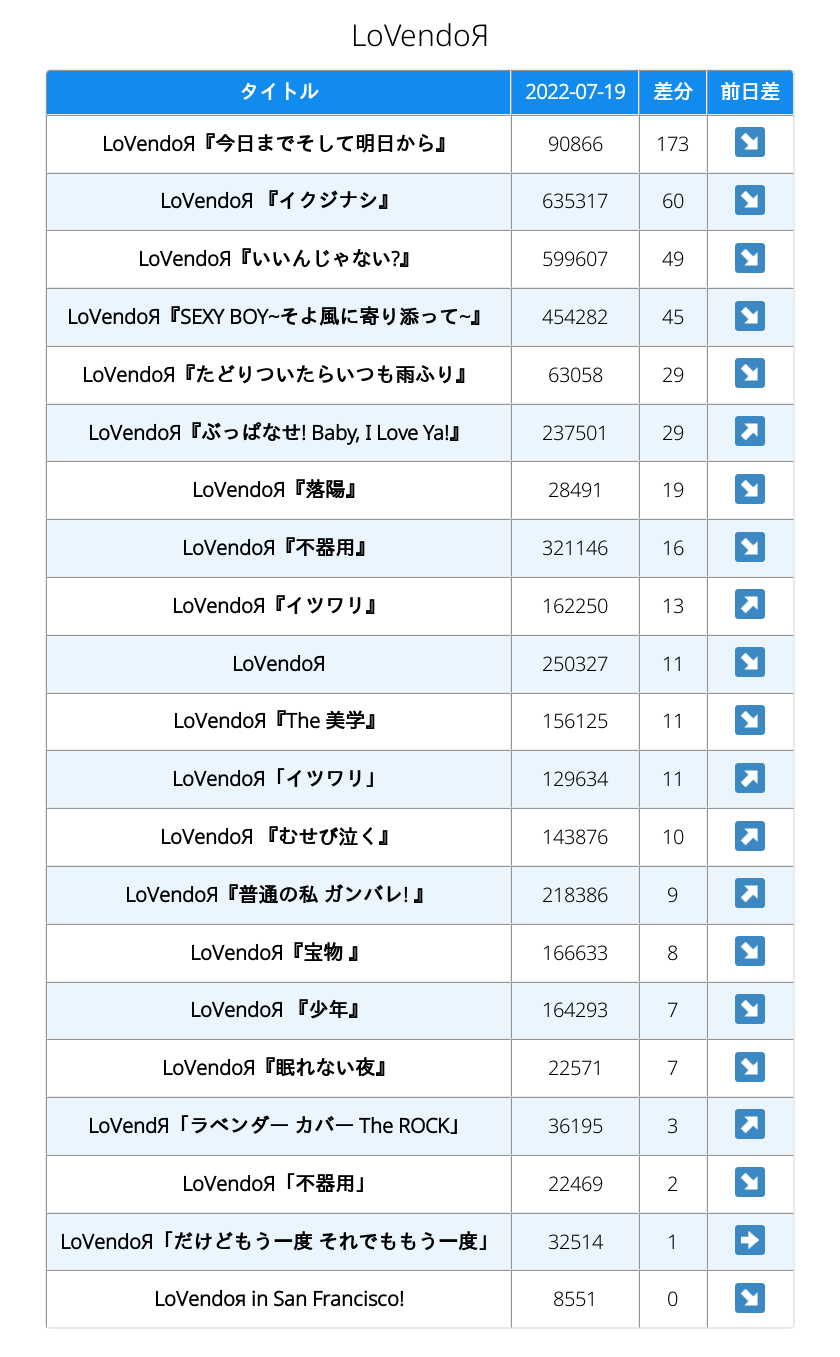 LoVendoЯ
タイトル 2022-07-19 差分 前日差
LoVendoЯ『今日までそして明日から』 90866 173 ↘
LoVendoЯ 『イクジナシ』 635317 60 ↘
LoVendoЯ『いいんじゃない?』 599607 49 ↘
LoVendoЯ『SEXY BOY~そよ風に寄り添って~』 454282 45 ↘
LoVendoЯ『たどりついたらいつも雨ふり』 63058 29 ↘
LoVendoЯ『ぶっぱなせ! Baby, I Love Ya!』 237501 29 ↗
LoVendoЯ『落陽』 28491 19 ↘
LoVendoЯ『不器用』 321146 16 ↘
LoVendoЯ『イツワリ』 162250 13 ↗
LoVendoЯ 250327 11 ↘
LoVendoЯ『The 美学』 156125 11 ↘
LoVendoЯ「イツワリ」 129634 11 ↗
LoVendoЯ 『むせび泣く』 143876 10 ↗
LoVendoЯ『普通の私 ガンバレ! 』 218386 9 ↗
LoVendoЯ『宝物 』 166633 8 ↘
LoVendoЯ 『少年』 164293 7 ↘
LoVendoЯ『眠れない夜』 22571 7 ↘
LoVendЯ「ラベンダー カバー The ROCK」 36195 3 ↗
LoVendoЯ「不器用」 22469 2 ↘
LoVendoЯ「だけどもう一度 それでももう一度」 32514 1 ➡
LoVendoя in San Francisco! 8551 0 ↘